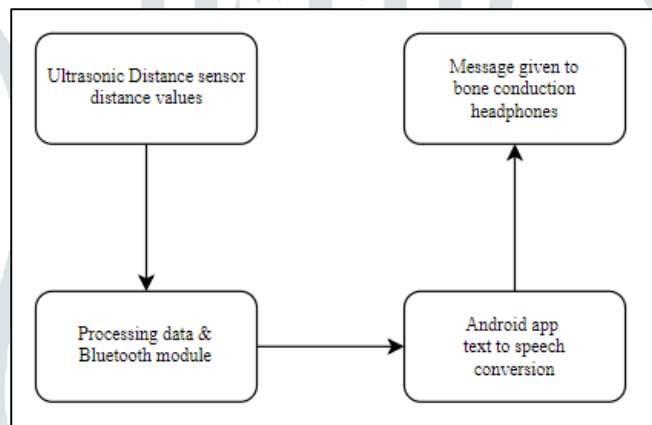 Ultrasonic Distance sensor
distance values
Message given to
bone conduction
headphones
Processing data &
Bluetooth module
Android app
text to speech
conversion